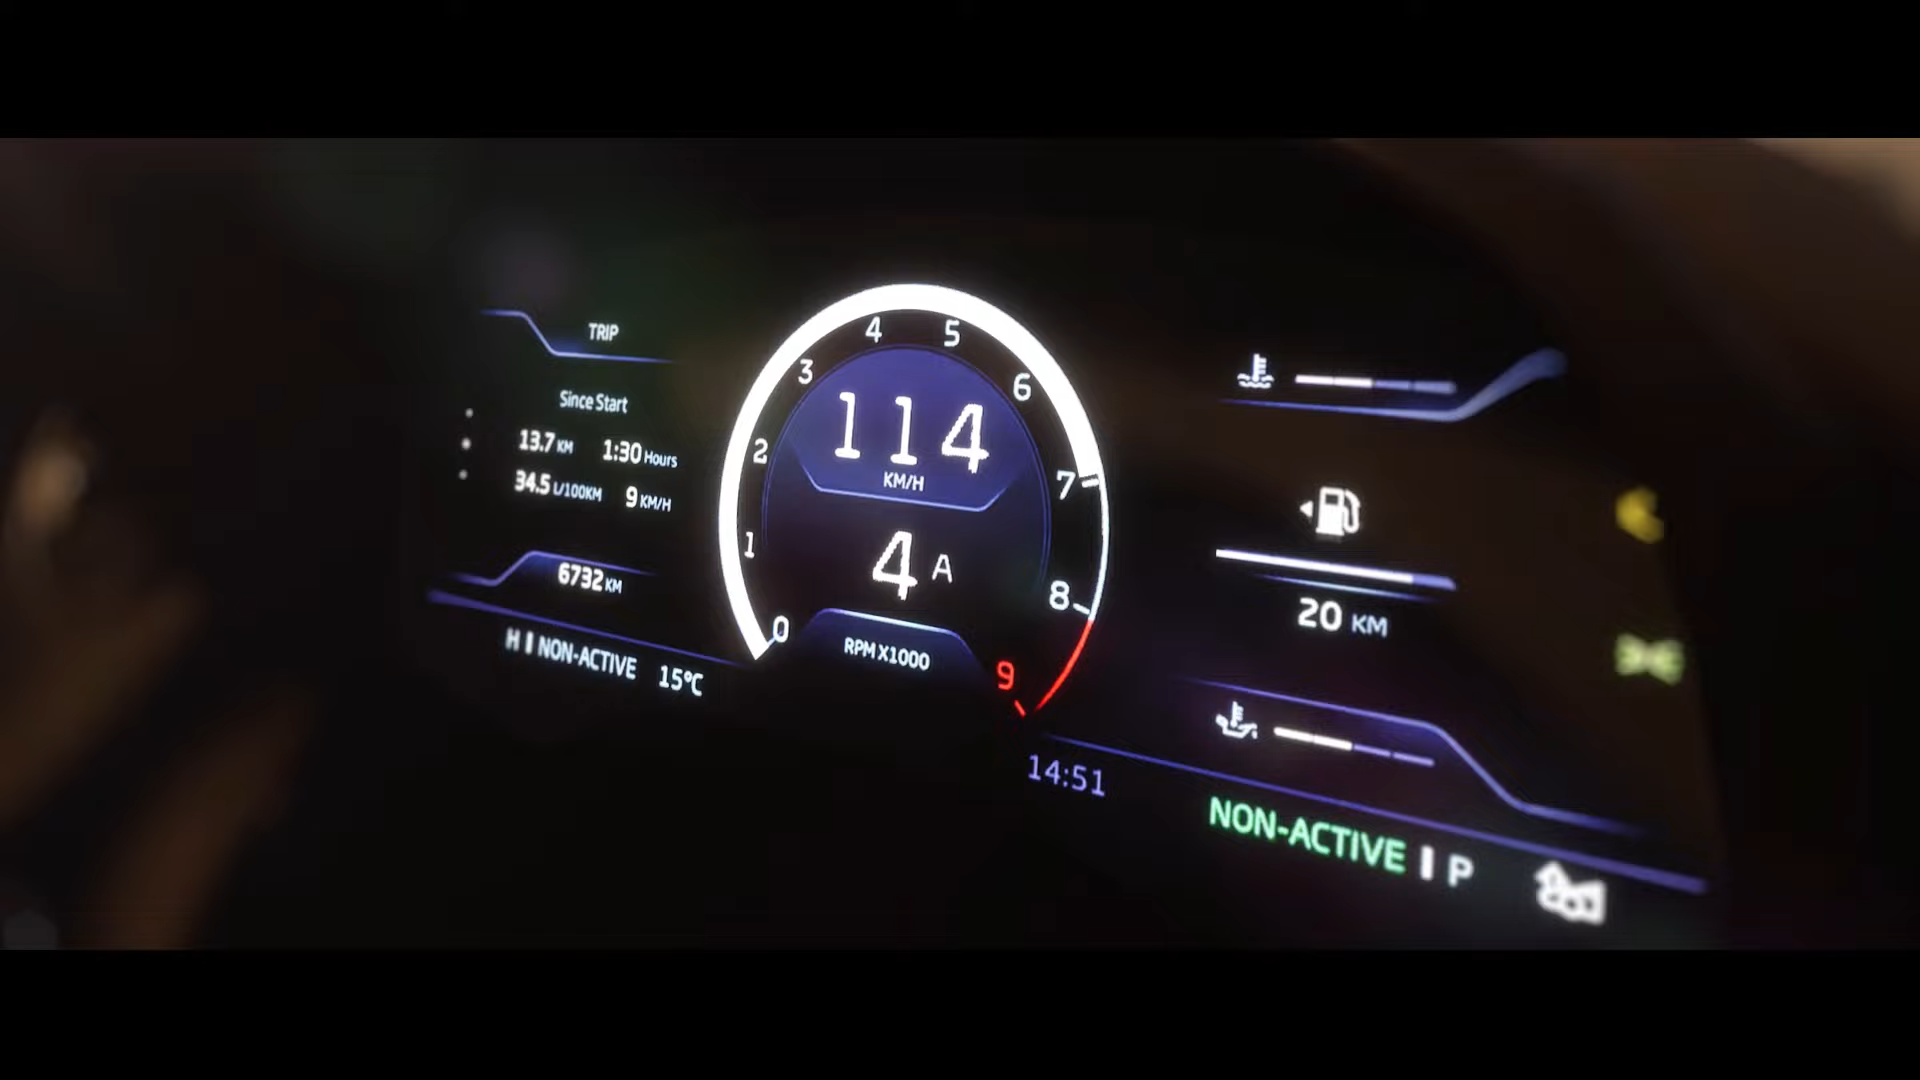 TRIP
Since Start
13.7 KM 1:30 Hours
34.5 L/100KM 9 KM/H
6732 KM
H | NON-ACTIVE 15°C
0 1 2 3 4 5 6 7 8 9
114
KM/H
4 A
RPM X1000
20 KM
14:51
NON-ACTIVE | P